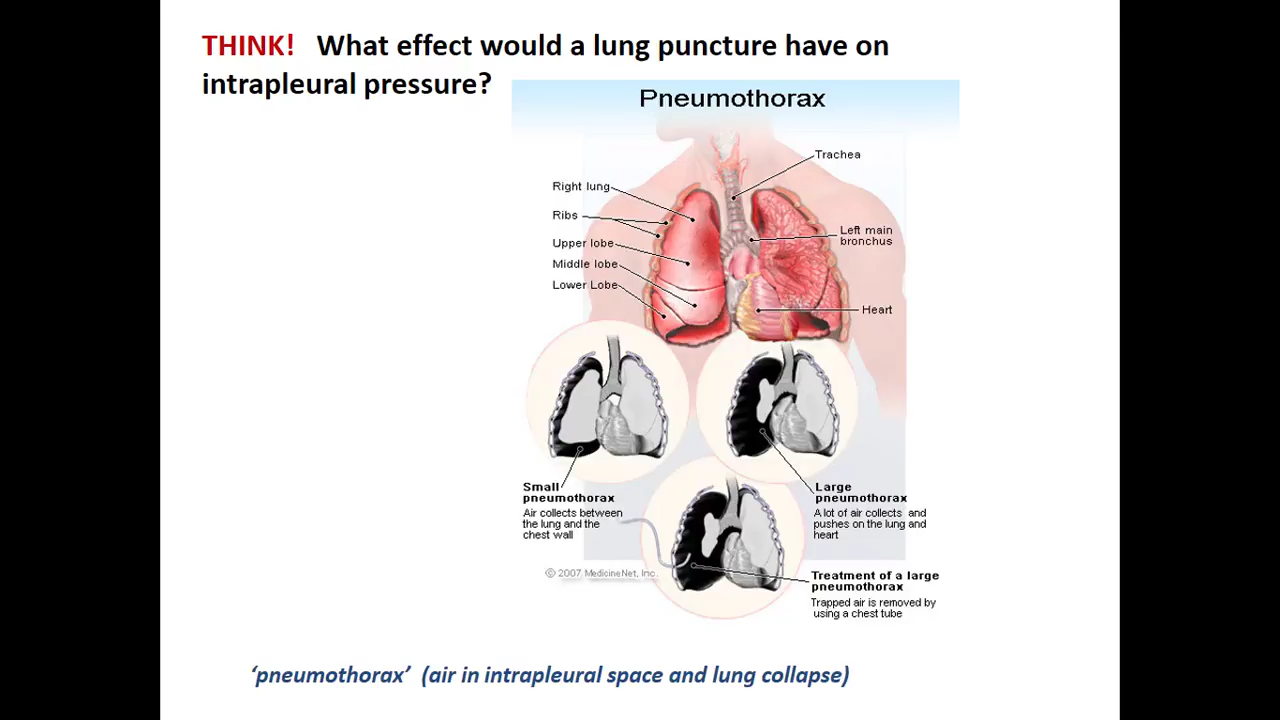 THINK! What effect would a lung puncture have on
intrapleural pressure?
Pneumothorax
Trachea
Right lung
Ribs
Upper lobe
Middle lobe
Lower Lobe
Left main
bronchus
Heart
Small
pneumothorax
Air collects between
the lung and the
chest wall
Large
pneumothorax
A lot of air collects and
pushes on the lung and
heart
© 2007 MedicineNet, Inc.
Treatment of a large
pneumothorax
Trapped air is removed by
using a chest tube
‘pneumothorax’ (air in intrapleural space and lung collapse)